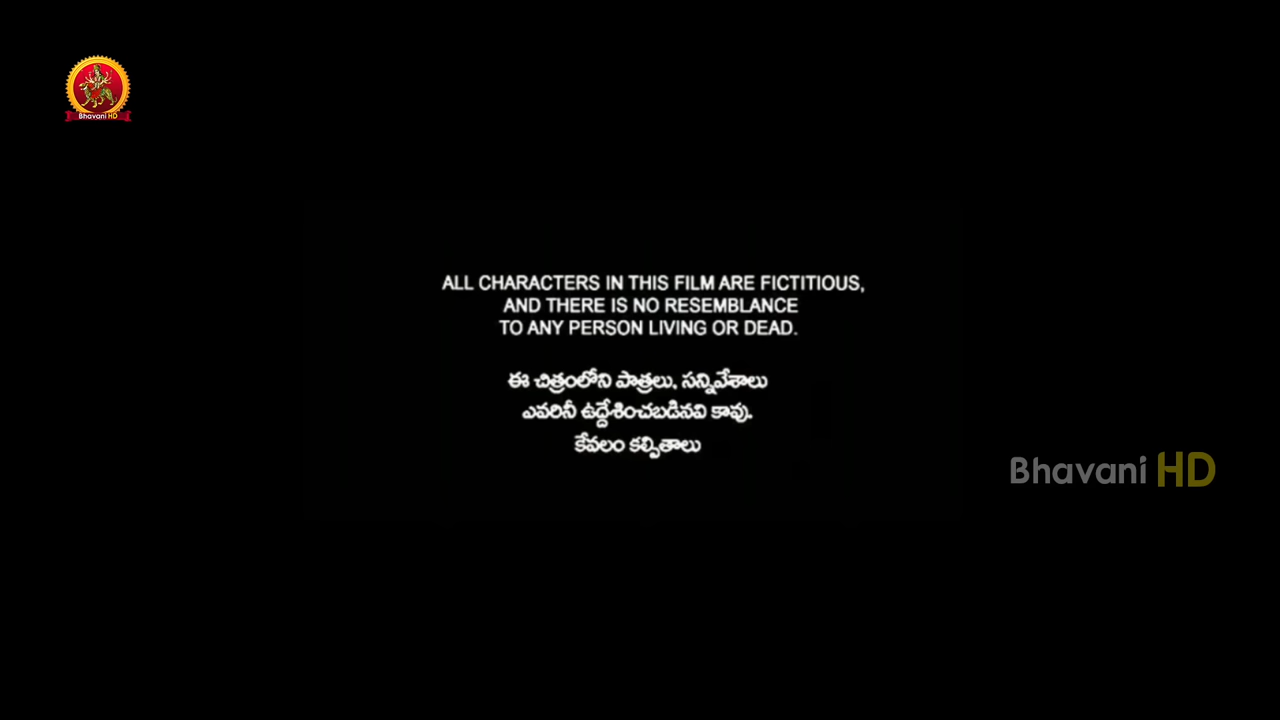 Bhavani HD
ALL CHARACTERS IN THIS FILM ARE FICTITIOUS,
AND THERE IS NO RESEMBLANCE
TO ANY PERSON LIVING OR DEAD.
ఈ చిత్రంలోని పాత్రలు, సన్నివేశాలు
ఎవరినీ ఉద్దేశించబడినవి కావు.
కేవలం కల్పితాలు
Bhavani HD